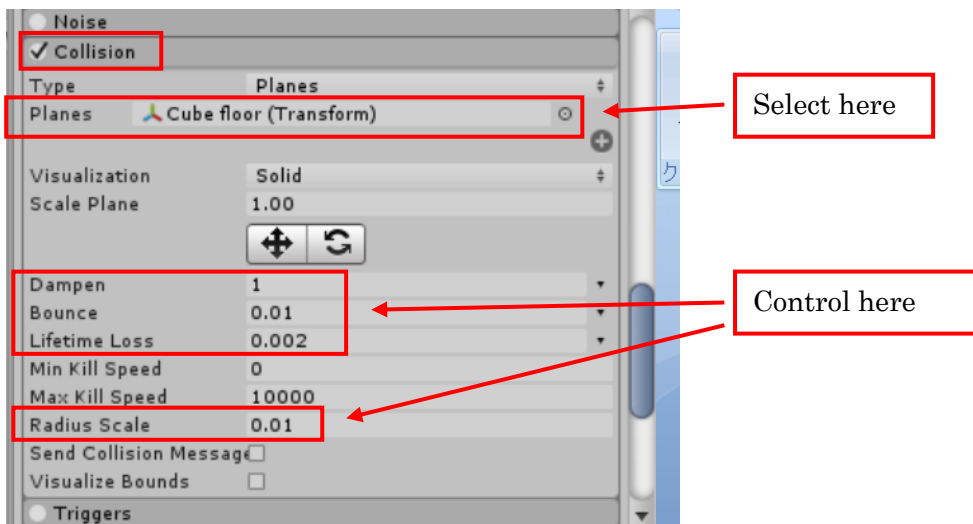 Noise
Collision
Type Planes
Planes Cube floor (Transform)
Select here
ク
Visualization Solid
Scale Plane 1.00
Dampen 1
Bounce 0.01
Control here
Lifetime Loss 0.002
Min Kill Speed 0
Max Kill Speed 10000
Radius Scale 0.01
Send Collision Message
Visualize Bounds
Triggers